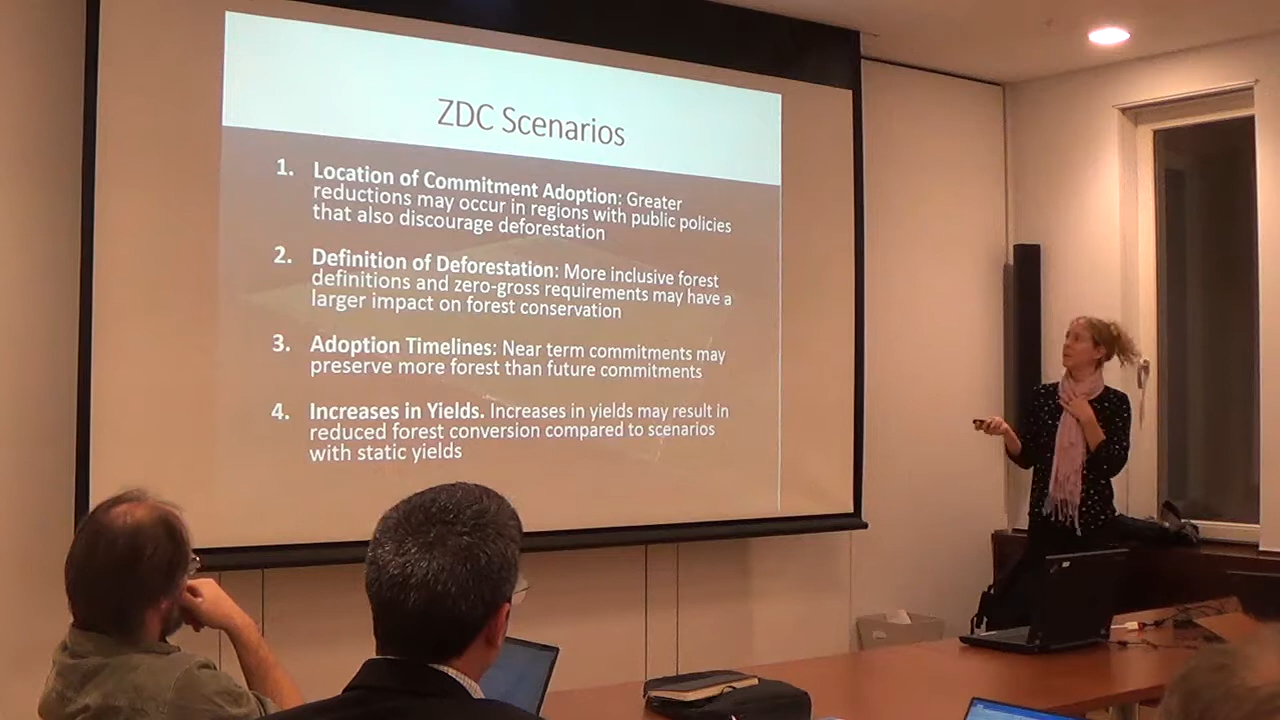 ZDC Scenarios
1. Location of Commitment Adoption: Greater
reductions may occur in regions with public policies
that also discourage deforestation
2. Definition of Deforestation: More inclusive forest
definitions and zero-gross requirements may have a
larger impact on forest conservation
3. Adoption Timelines: Near term commitments may
preserve more forest than future commitments
4. Increases in Yields. Increases in yields may result in
reduced forest conversion compared to scenarios
with static yields